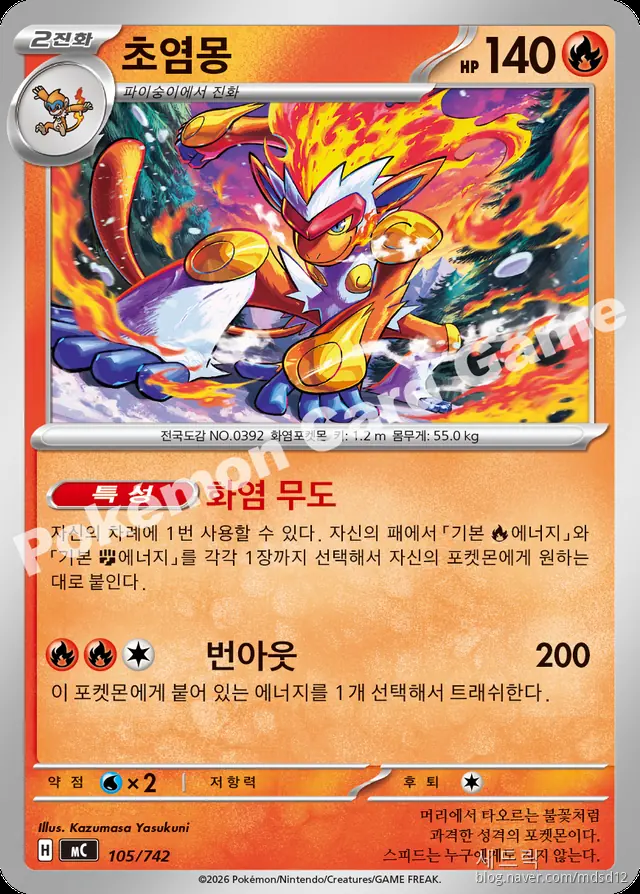 2진화
초염몽
HP 140
파이숭이에서 진화
Pokémon Card Game
전국도감 NO.0392 화염포켓몬 키: 1.2 m 몸무게: 55.0 kg
특성 화염 무도
자신의 차례에 1번 사용할 수 있다. 자신의 패에서 「기본 에너지」와
「기본 에너지」를 각각 1장까지 선택해서 자신의 포켓몬에게 원하는
대로 붙인다.
번아웃 200
이 포켓몬에게 붙어 있는 에너지를 1개 선택해서 트래쉬한다.
약점 ×2 저항력 후퇴
Illus. Kazumasa Yasukuni
H MC 105/742
머리에서 타오르는 불꽃처럼
과격한 성격의 포켓몬이다.
스피드는 누구에게도 지지 않는다.
세드릭
blog.naver.com/mdsd12
©2026 Pokémon/Nintendo/Creatures/GAME FREAK.